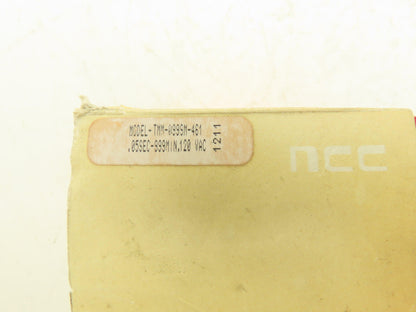 MODEL-TMM-0999M-461
.05SEC-999MIN.120 VAC
1211
ncc